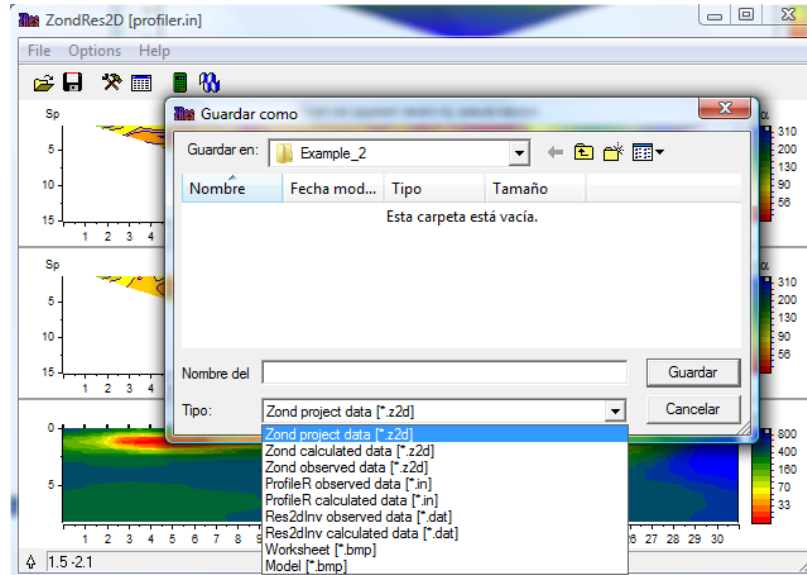 ZondRes2D [profiler.in]
File Options Help
Guardar como
Guardar en: Example_2
Nombre Fecha mod... Tipo Tamaño
Esta carpeta está vacía.
Nombre del
Guardar
Tipo: Zond project data [*.z2d]
Cancelar
Zond project data [*.z2d]
Zond calculated data [*.z2d]
Zond observed data [*.z2d]
ProfileR observed data [*.in]
ProfileR calculated data [*.in]
Res2dInv observed data [*.dat]
Res2dInv calculated data [*.dat]
Worksheet [*.bmp]
Model [*.bmp]
Sp
5
10
15
1 2 3 4
α
310
200
130
90
56
Sp
5
10
15
1 2 3 4
α
310
200
130
90
56
0
5
1 2 3 4 5 6 7 8 9
26 27 28 29 30
800
400
160
70
33
1.5 -2.1